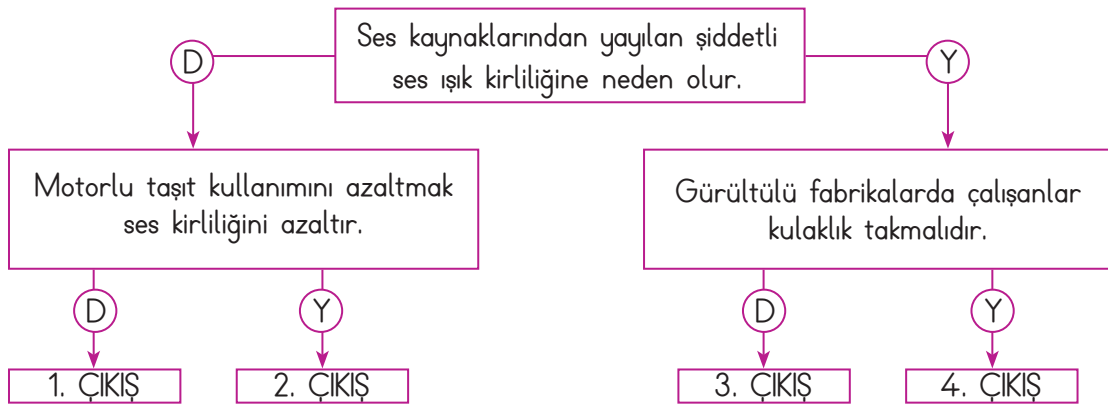 Ses kaynaklarından yayılan şiddetli
ses ışık kirliliğine neden olur.
D
Y
Motorlu taşıt kullanımını azaltmak
ses kirliliğini azaltır.
Gürültülü fabrikalarda çalışanlar
kulaklık takmalıdır.
D
Y
D
Y
1. ÇIKIŞ
2. ÇIKIŞ
3. ÇIKIŞ
4. ÇIKIŞ